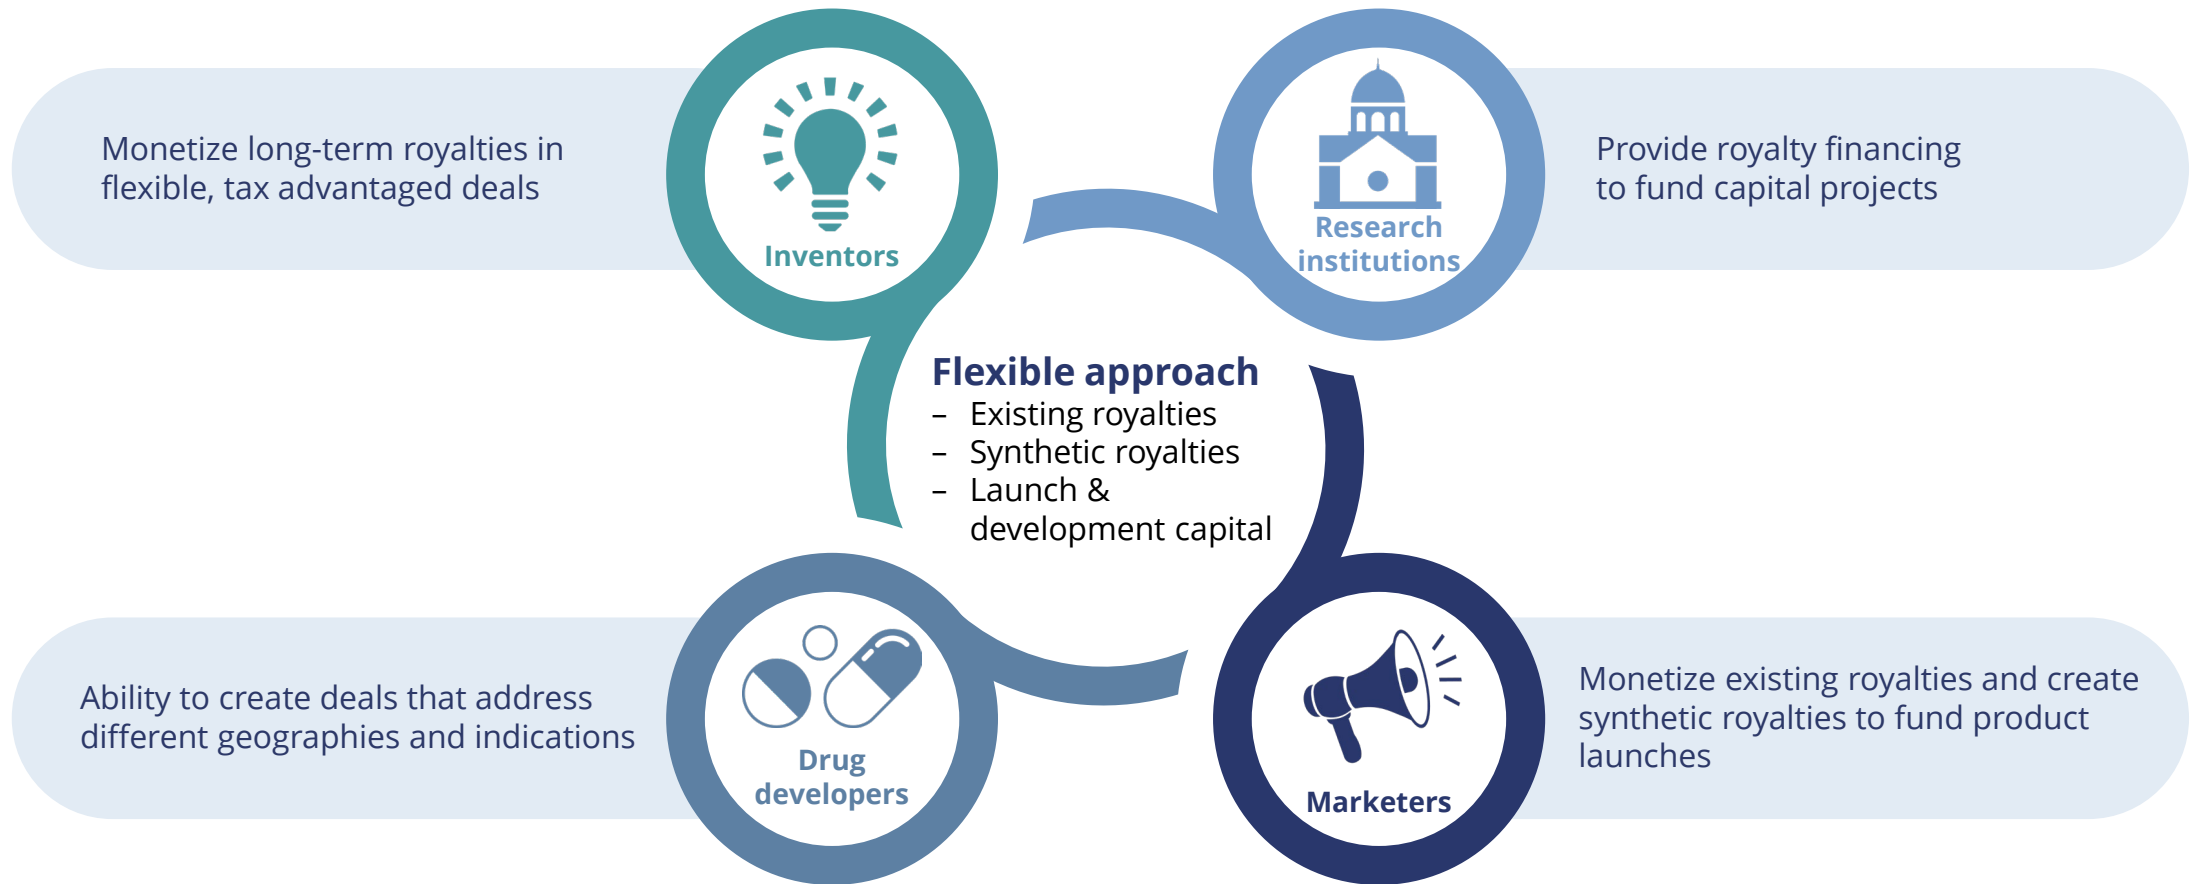 Monetize long-term royalties in
flexible, tax advantaged deals
Inventors
Research
institutions
Provide royalty financing
to fund capital projects
Flexible approach
– Existing royalties
– Synthetic royalties
– Launch &
development capital
Ability to create deals that address
different geographies and indications
Drug
developers
Marketers
Monetize existing royalties and create
synthetic royalties to fund product
launches